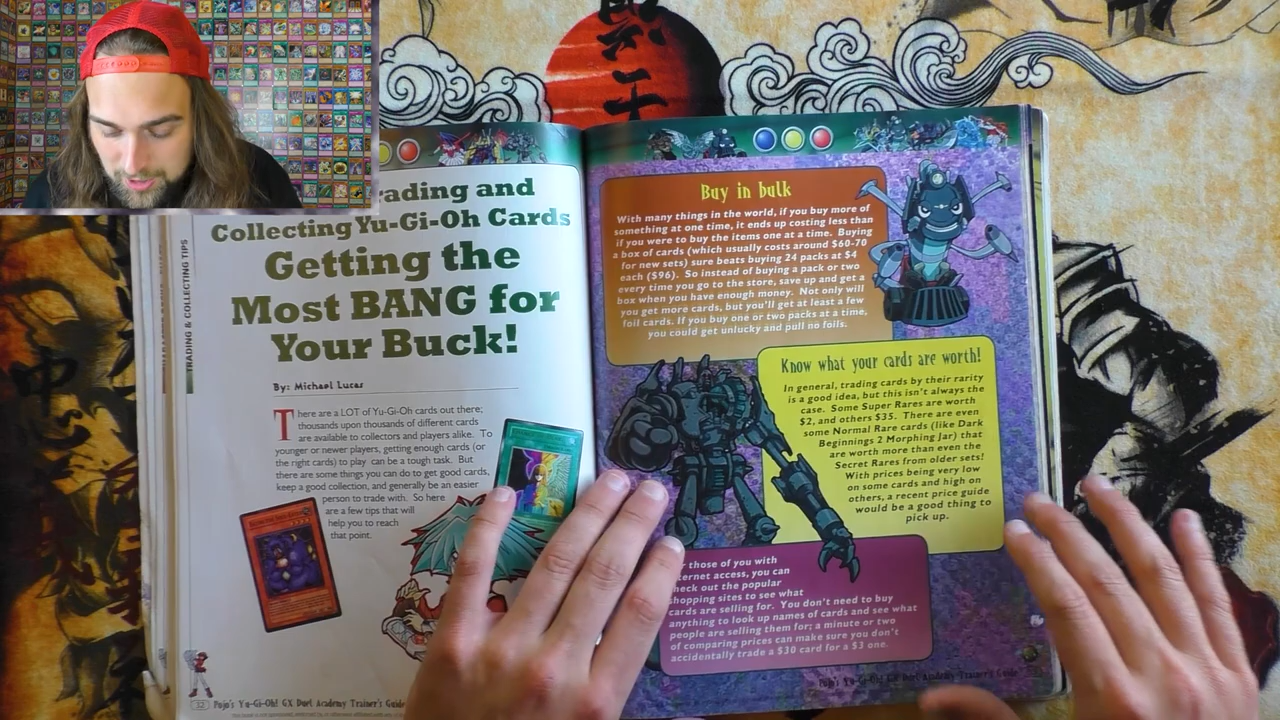 TRADING & COLLECTING TIPS
rading and
Collecting Yu-Gi-Oh Cards
Getting the
Most BANG for
Your Buck!
By: Michael Lucas
There are a LOT of Yu-Gi-Oh cards out there;
thousands upon thousands of different cards
are available to collectors and players alike. To
younger or newer players, getting enough cards (or
the right cards) to play can be a tough task. But
there are some things you can do to get good cards,
keep a good collection, and generally be an easier
person to trade with. So here
are a few tips that will
help you to reach
that point.
Pojo's Yu-Gi-Oh! GX Duel Academy Trainer's Guide
Buy in bulk
With many things in the world, if you buy more of
something at one time, it ends up costing less than
if you were to buy the items one at a time. Buying
a box of cards (which usually costs around $60-70
for new sets) sure beats buying 24 packs at $4
each ($96). So instead of buying a pack or two
every time you go to the store, save up and get a
box when you have enough money. Not only will
you get more cards, but you'll get at least a few
foil cards. If you buy one or two packs at a time,
you could get unlucky and pull no foils.
Know what your cards are worth!
In general, trading cards by their rarity
is a good idea, but this isn't always the
case. Some Super Rares are worth
$2, and others $35. There are even
some Normal Rare cards (like Dark
Beginnings 2 Morphing Jar) that
are worth more than even the
Secret Rares from older sets!
With prices being very low
on some cards and high on
others, a recent price guide
would be a good thing to
pick up.
r those of you with
ternet access, you can
heck out the popular
shopping sites to see what
cards are selling for. You don't need to buy
anything to look up names of cards and see what
people are selling them for; a minute or two
of comparing prices can make sure you don't
accidentally trade a $30 card for a $3 one.
Pojo's Yu-Gi-Oh! GX Duel Academy Trainer's Guide